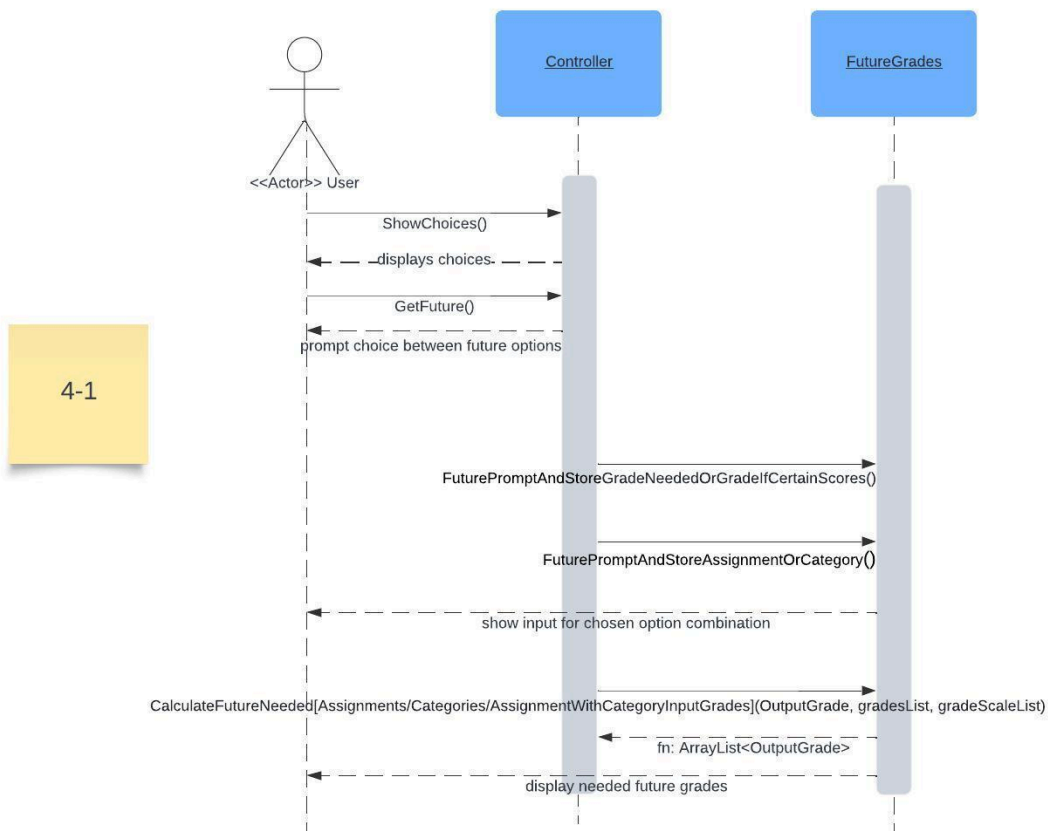 Controller
FutureGrades
<<Actor>> User
ShowChoices()
displays choices
GetFuture()
prompt choice between future options
4-1
FuturePromptAndStoreGradeNeededOrGradeIfCertainScores()
FuturePromptAndStoreAssignmentOrCategory()
show input for chosen option combination
CalculateFutureNeeded[Assignments/Categories/AssignmentWithCategoryInputGrades](OutputGrade, gradesList, gradeScaleList)
fn: ArrayList<OutputGrade>
display needed future grades